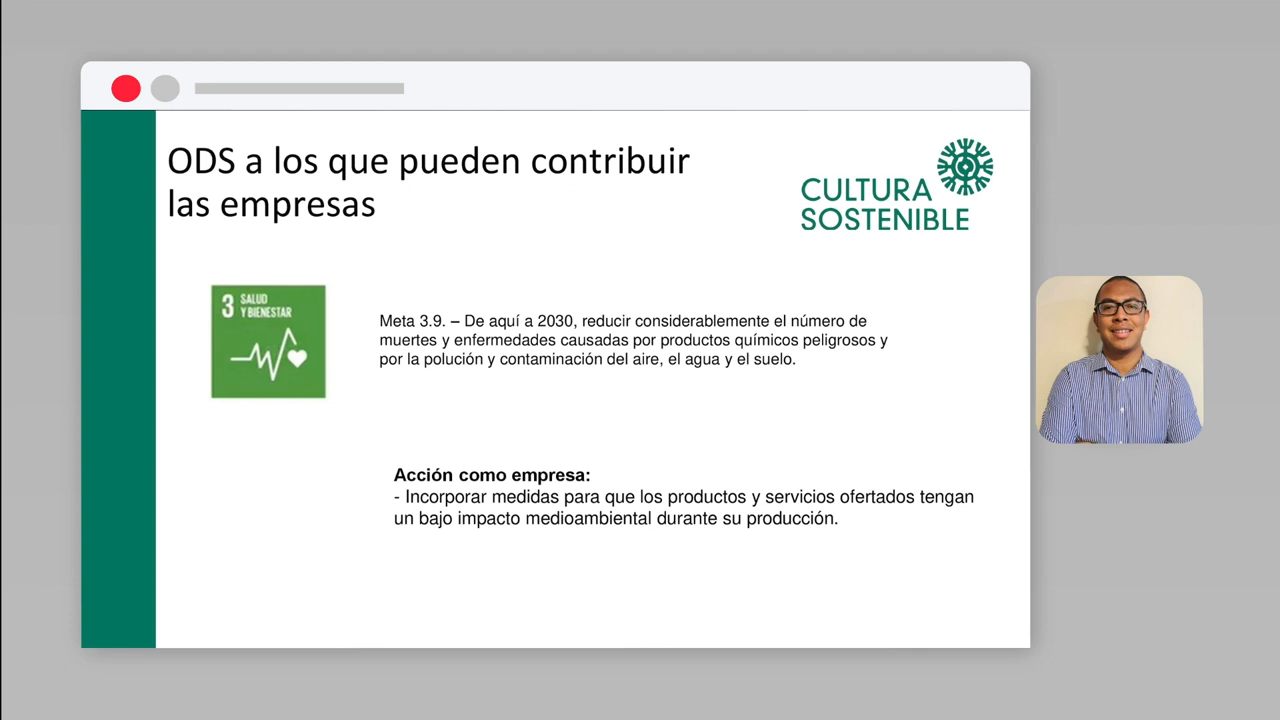 ODS a los que pueden contribuir
las empresas
CULTURA
SOSTENIBLE
3 SALUD
Y BIENESTAR
Meta 3.9. – De aquí a 2030, reducir considerablemente el número de
muertes y enfermedades causadas por productos químicos peligrosos y
por la polución y contaminación del aire, el agua y el suelo.
Acción como empresa:
- Incorporar medidas para que los productos y servicios ofertados tengan
un bajo impacto medioambiental durante su producción.